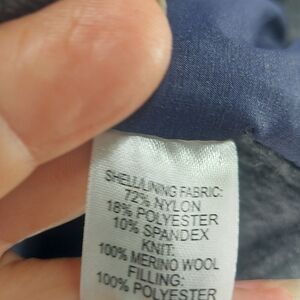 SHELL/LINING FABRIC:
72% NYLON
18% POLYESTER
10% SPANDEX
KNIT:
100% MERINO WOOL
FILLING:
100% POLYESTER